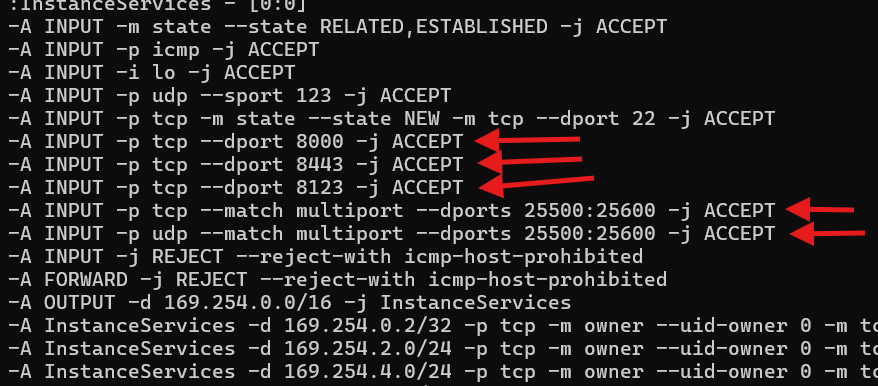 :InstanceServices - [0:0]
-A INPUT -m state --state RELATED,ESTABLISHED -j ACCEPT
-A INPUT -p icmp -j ACCEPT
-A INPUT -i lo -j ACCEPT
-A INPUT -p udp --sport 123 -j ACCEPT
-A INPUT -p tcp -m state --state NEW -m tcp --dport 22 -j ACCEPT
-A INPUT -p tcp --dport 8000 -j ACCEPT
-A INPUT -p tcp --dport 8443 -j ACCEPT
-A INPUT -p tcp --dport 8123 -j ACCEPT
-A INPUT -p tcp --match multiport --dports 25500:25600 -j ACCEPT
-A INPUT -p udp --match multiport --dports 25500:25600 -j ACCEPT
-A INPUT -j REJECT --reject-with icmp-host-prohibited
-A FORWARD -j REJECT --reject-with icmp-host-prohibited
-A OUTPUT -d 169.254.0.0/16 -j InstanceServices
-A InstanceServices -d 169.254.0.2/32 -p tcp -m owner --uid-owner 0 -m tc
-A InstanceServices -d 169.254.2.0/24 -p tcp -m owner --uid-owner 0 -m tc
-A InstanceServices -d 169.254.4.0/24 -p tcp -m owner --uid-owner 0 -m tc